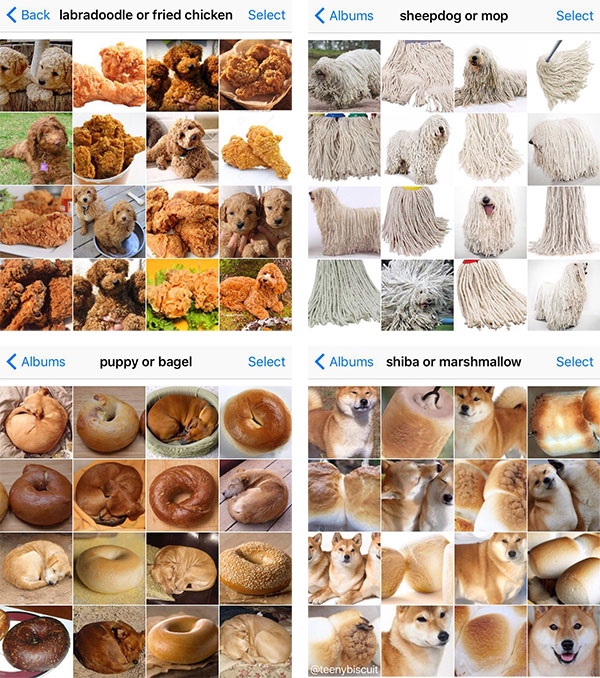 Back labradoodle or fried chicken Select
Albums sheepdog or mop Select
Albums puppy or bagel Select
Albums shiba or marshmallow Select
@teenybiscuit